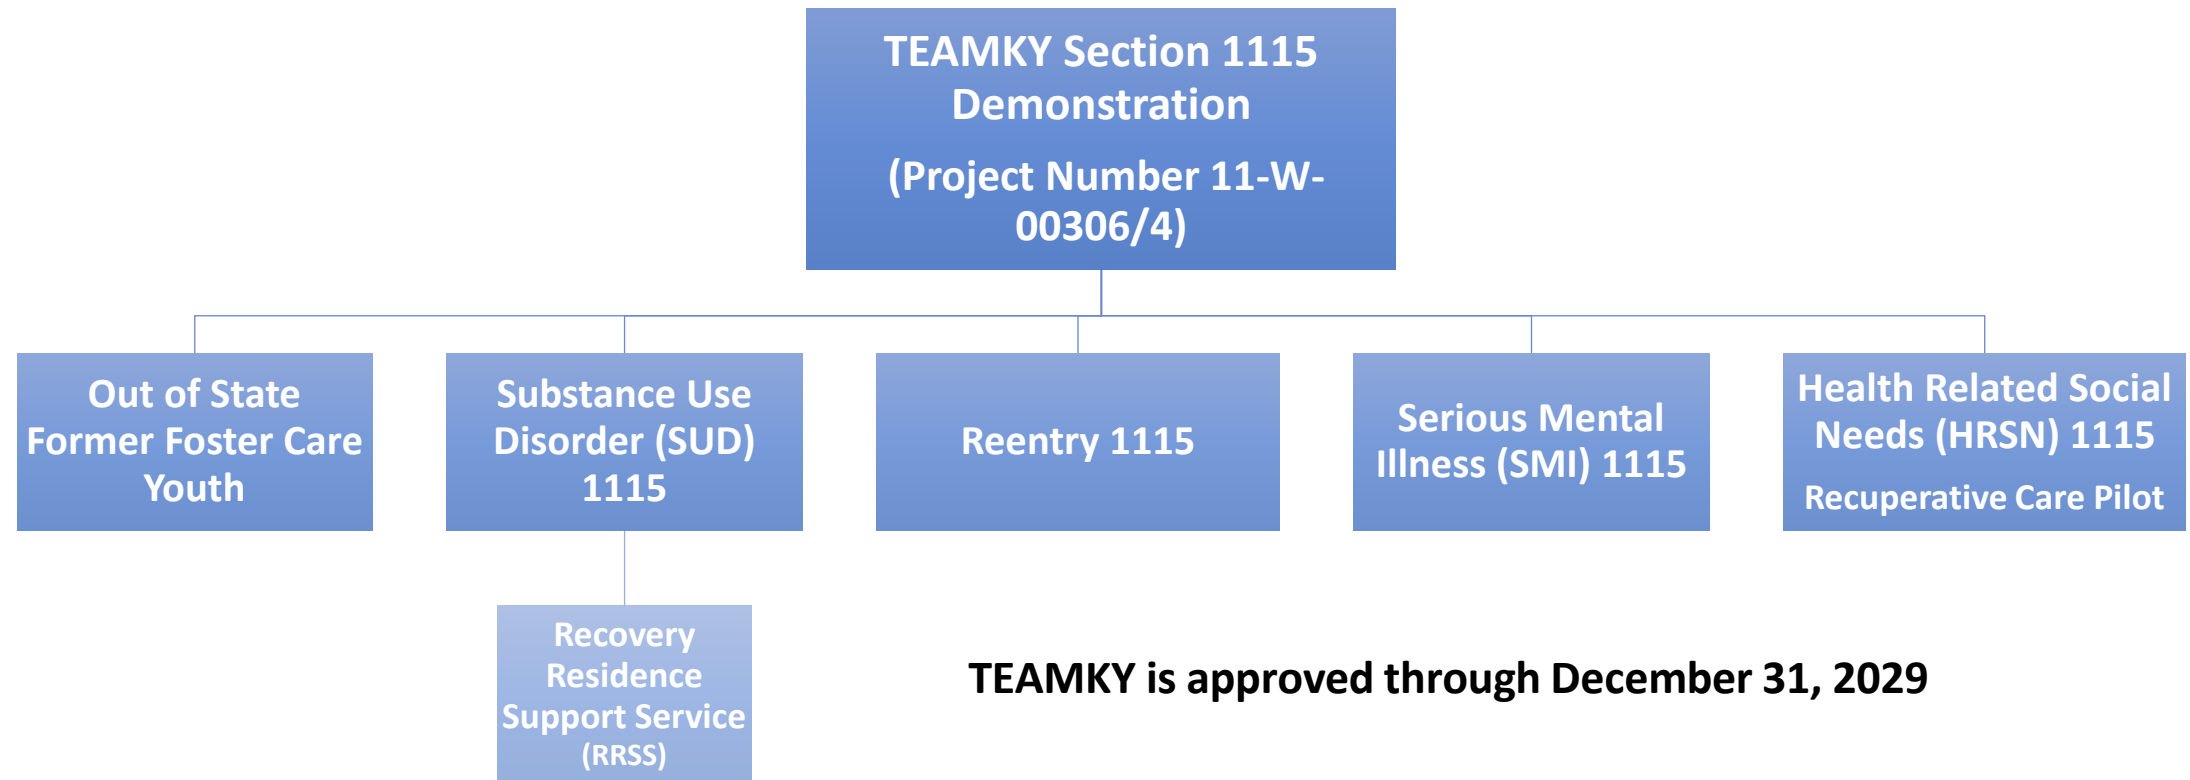 TEAMKY Section 1115
Demonstration
(Project Number 11-W-
00306/4)
Out of State
Former Foster Care
Youth
Substance Use
Disorder (SUD)
1115
Reentry 1115
Serious Mental
Illness (SMI) 1115
Health Related Social
Needs (HRSN) 1115
Recuperative Care Pilot
Recovery
Residence
Support Service
(RRSS)
TEAMKY is approved through December 31, 2029